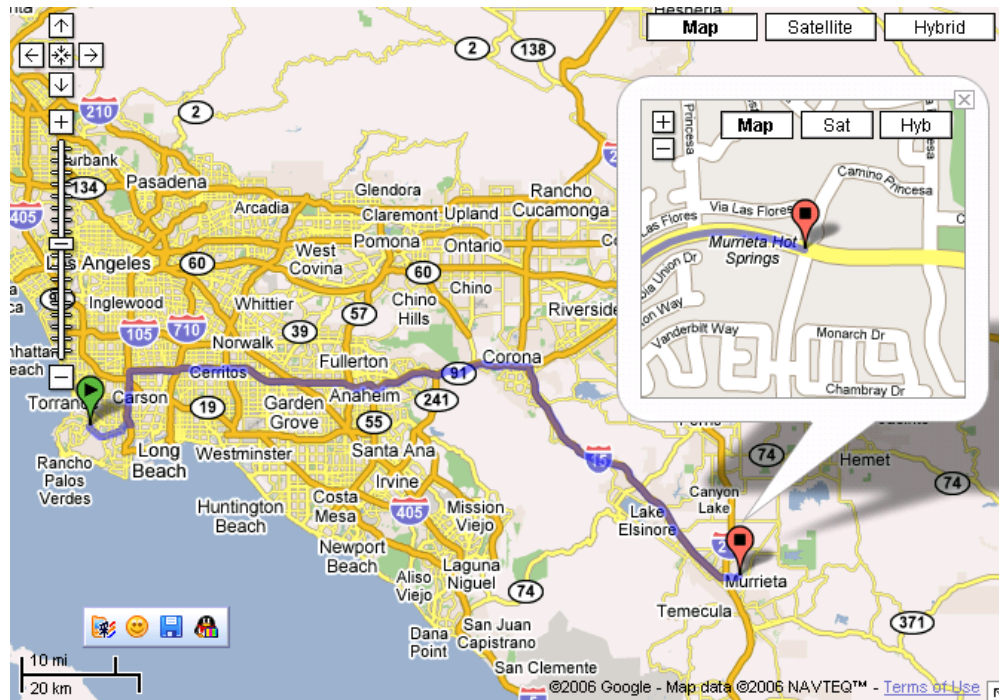 Hesperia
Map
Satellite
Hybrid
2
138
210
2
Map
Sat
Hyb
Princesa
Camino Princesa
Via Las Flores
Las Flores
Murrieta Hot
Springs
Union Dr
Vanderbilt Way
Monarch Dr
Chambray Dr
134
Pasadena
Glendora
Rancho
Cucamonga
405
Arcadia
Claremont
Upland
Angeles
60
West
Covina
Pomona
Ontario
60
Chino
Chino
Hills
Inglewood
Whittier
57
Riverside
105
710
39
Norwalk
Fullerton
Corona
Cerritos
91
Carson
19
Garden
Grove
Anaheim
241
55
Long
Beach
Westminster
Santa Ana
Rancho
Palos
Verdes
Irvine
74
Hemet
74
15
Canyon
Lake
Huntington
Beach
Costa
Mesa
405
Mission
Viejo
Lake
Elsinore
Newport
Beach
Laguna
Niguel
Aliso
Viejo
74
Murrieta
Temecula
371
San Juan
Capistrano
Dana
Point
San Clemente
5
10 mi
20 km
©2006 Google - Map data ©2006 NAVTEQ™ - Terms of Use